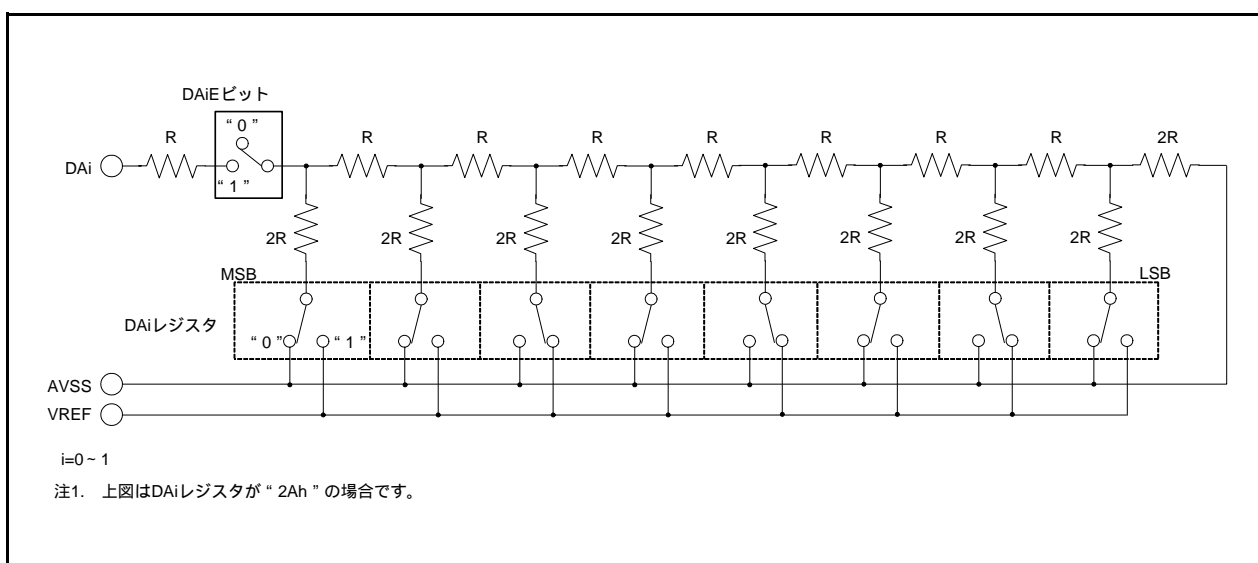 DAiEビット
“ 0 ”
“ 1 ”
DAi
R R R R R R R R 2R
2R 2R 2R 2R 2R 2R 2R 2R
MSB
LSB
DAiレジスタ
“ 0 ” “ 1 ”
AVSS
VREF
i=0 ~ 1
注1. 上図はDAiレジスタが “ 2Ah ” の場合です。